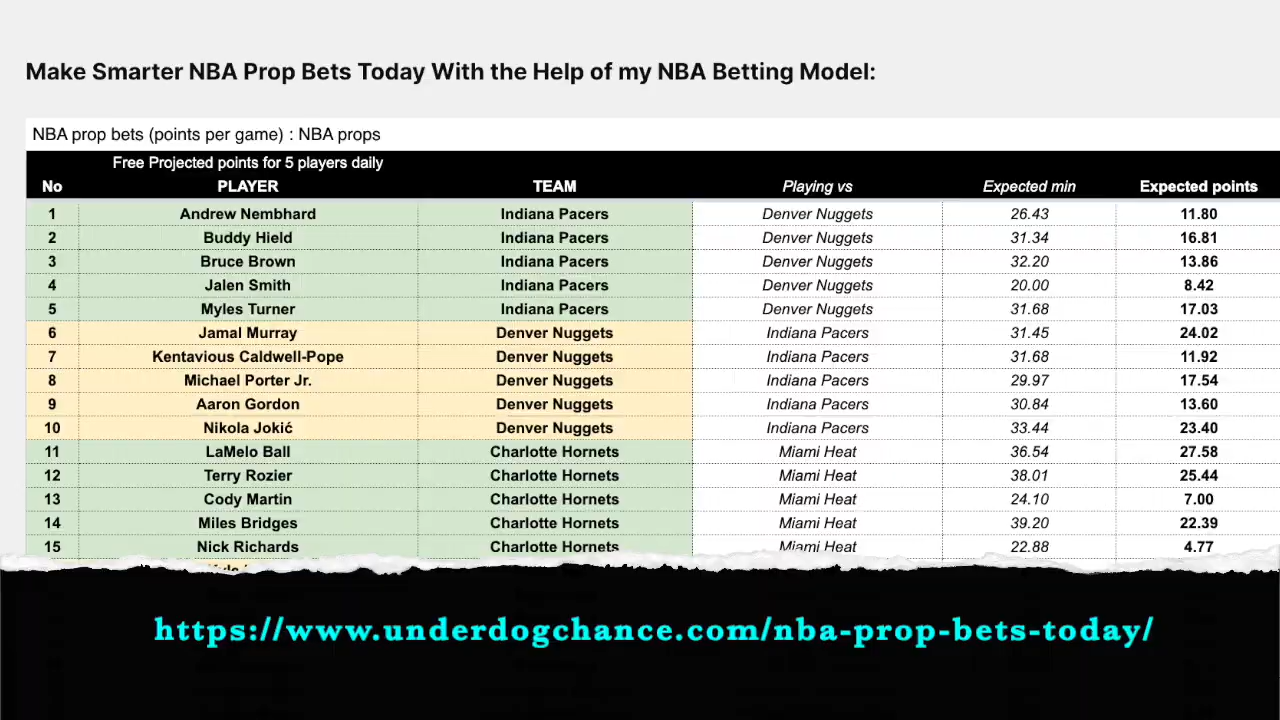 Make Smarter NBA Prop Bets Today With the Help of my NBA Betting Model:
NBA prop bets (points per game) : NBA props
Free Projected points for 5 players daily
No PLAYER TEAM Playing vs Expected min Expected points
1 Andrew Nembhard Indiana Pacers Denver Nuggets 26.43 11.80
2 Buddy Hield Indiana Pacers Denver Nuggets 31.34 16.81
3 Bruce Brown Indiana Pacers Denver Nuggets 32.20 13.86
4 Jalen Smith Indiana Pacers Denver Nuggets 20.00 8.42
5 Myles Turner Indiana Pacers Denver Nuggets 31.68 17.03
6 Jamal Murray Denver Nuggets Indiana Pacers 31.45 24.02
7 Kentavious Caldwell-Pope Denver Nuggets Indiana Pacers 31.68 11.92
8 Michael Porter Jr. Denver Nuggets Indiana Pacers 29.97 17.54
9 Aaron Gordon Denver Nuggets Indiana Pacers 30.84 13.60
10 Nikola Jokić Denver Nuggets Indiana Pacers 33.44 23.40
11 LaMelo Ball Charlotte Hornets Miami Heat 36.54 27.58
12 Terry Rozier Charlotte Hornets Miami Heat 38.01 25.44
13 Cody Martin Charlotte Hornets Miami Heat 24.10 7.00
14 Miles Bridges Charlotte Hornets Miami Heat 39.20 22.39
15 Nick Richards Charlotte Hornets Miami Heat 22.88 4.77
https://www.underdogchance.com/nba-prop-bets-today/